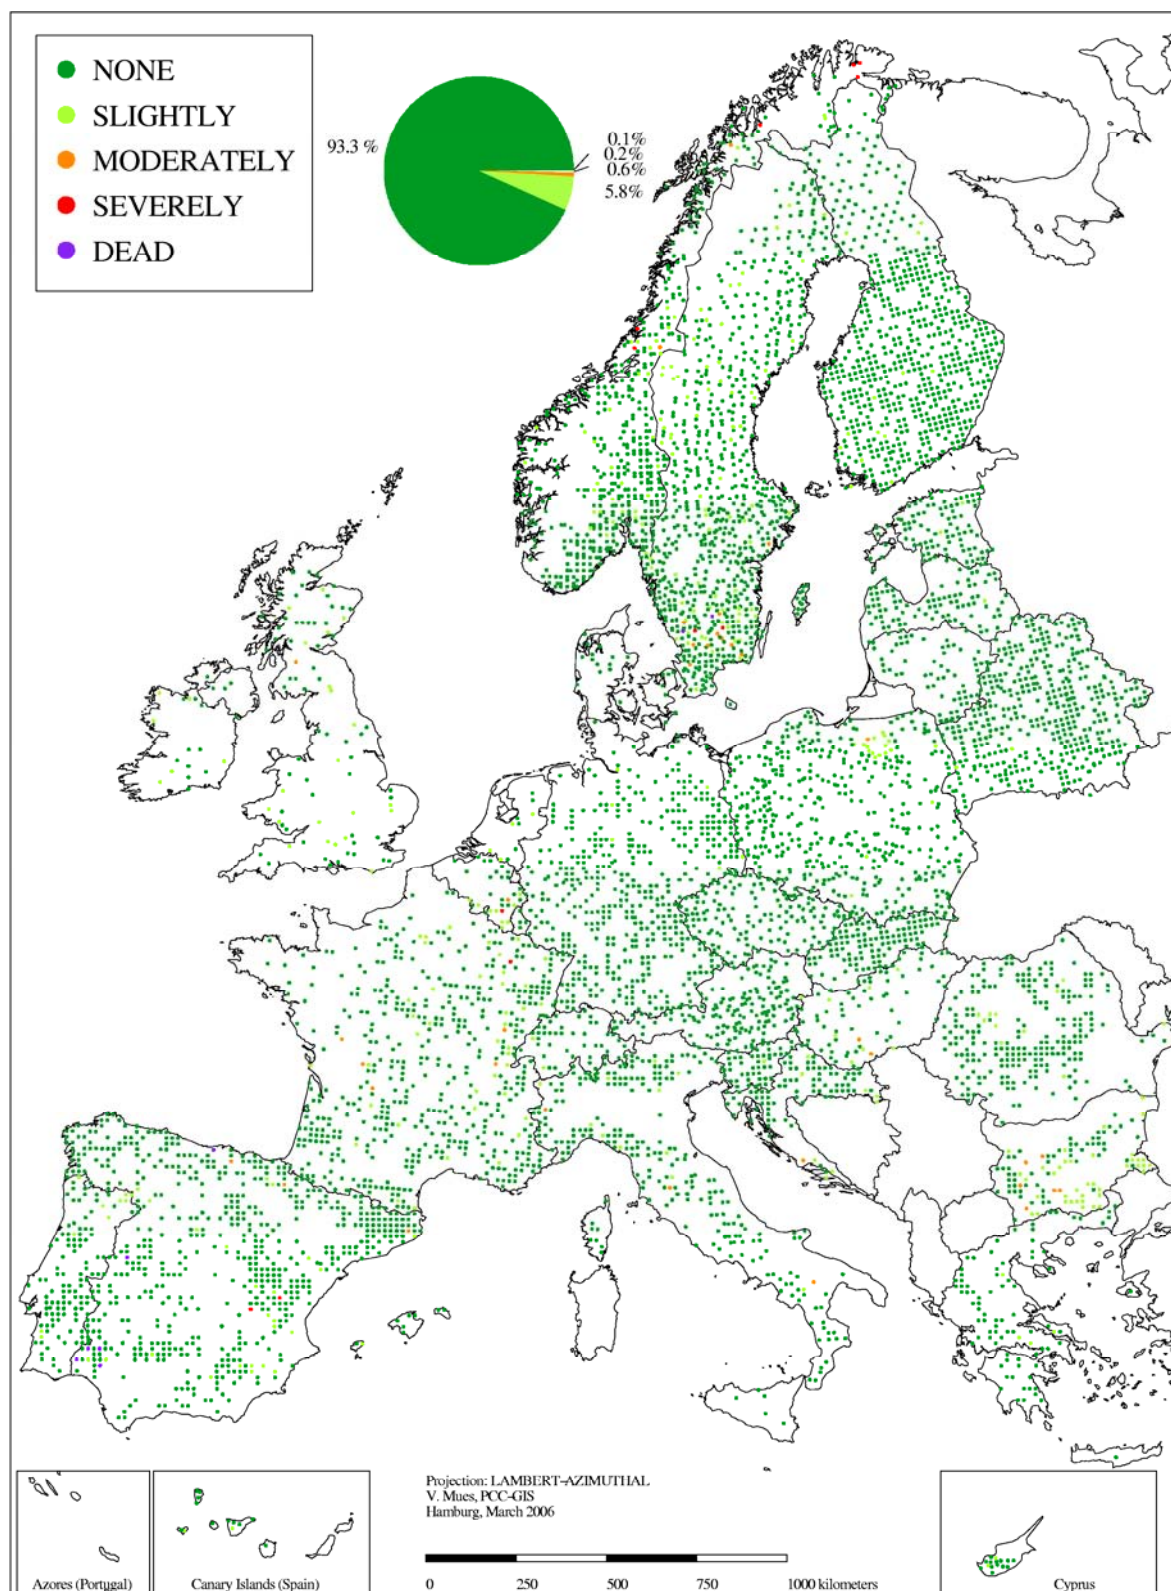 NONE
SLIGHTLY
MODERATELY
SEVERELY
DEAD
93.3 %
0.1%
0.2%
0.6%
5.8%
Projection: LAMBERT-AZIMUTHAL
V. Mues, PCC-GIS
Hamburg, March 2006
Azores (Portugal)
Canary Islands (Spain)
0 250 500 750 1000 kilometers
Cyprus